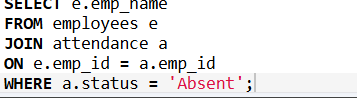 SELECT e.emp_name
FROM employees e
JOIN attendance a
ON e.emp_id = a.emp_id
WHERE a.status = 'Absent';